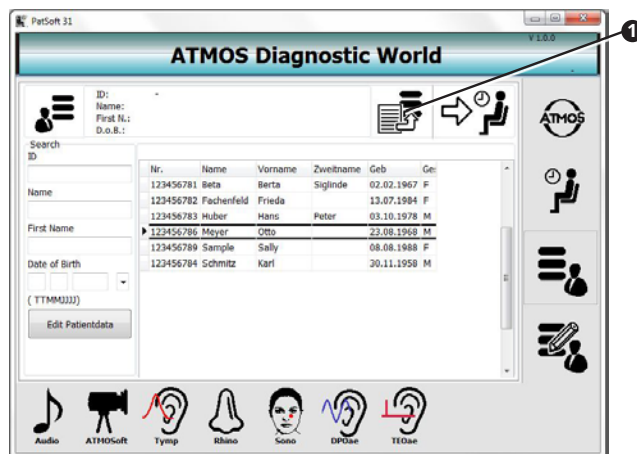 PatSoft 31
V 1.0.0
1
ATMOS Diagnostic World
ID: -
Name:
First N.:
D.o.B.:
ATMOS
Search
ID
Name
First Name
Date of Birth
( TTMMJJJJ)
Edit Patientdata
Nr. Name Vorname Zweitname Geb Ge:
123456781 Beta Berta Siglinde 02.02.1967 F
123456782 Fachenfeld Frieda 13.07.1984 F
123456783 Huber Hans Peter 03.10.1978 M
123456786 Meyer Otto 23.08.1968 M
123456789 Sample Sally 08.08.1988 F
123456784 Schmitz Karl 30.11.1958 M
Audio ATMOSoft Tymp Rhino Sono DPOae TEOae